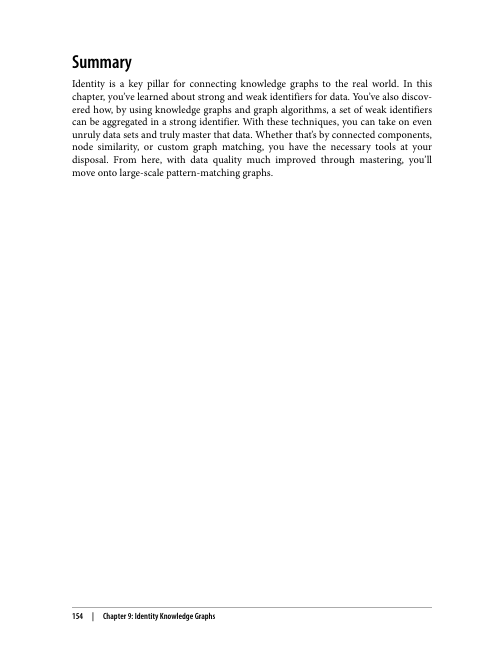 Summary
Identity is a key pillar for connecting knowledge graphs to the real world. In this
chapter, you’ve learned about strong and weak identifiers for data. You’ve also discov-
ered how, by using knowledge graphs and graph algorithms, a set of weak identifiers
can be aggregated in a strong identifier. With these techniques, you can take on even
unruly data sets and truly master that data. Whether that’s by connected components,
node similarity, or custom graph matching, you have the necessary tools at your
disposal. From here, with data quality much improved through mastering, you’ll
move onto large-scale pattern-matching graphs.
154 | Chapter 9: Identity Knowledge Graphs